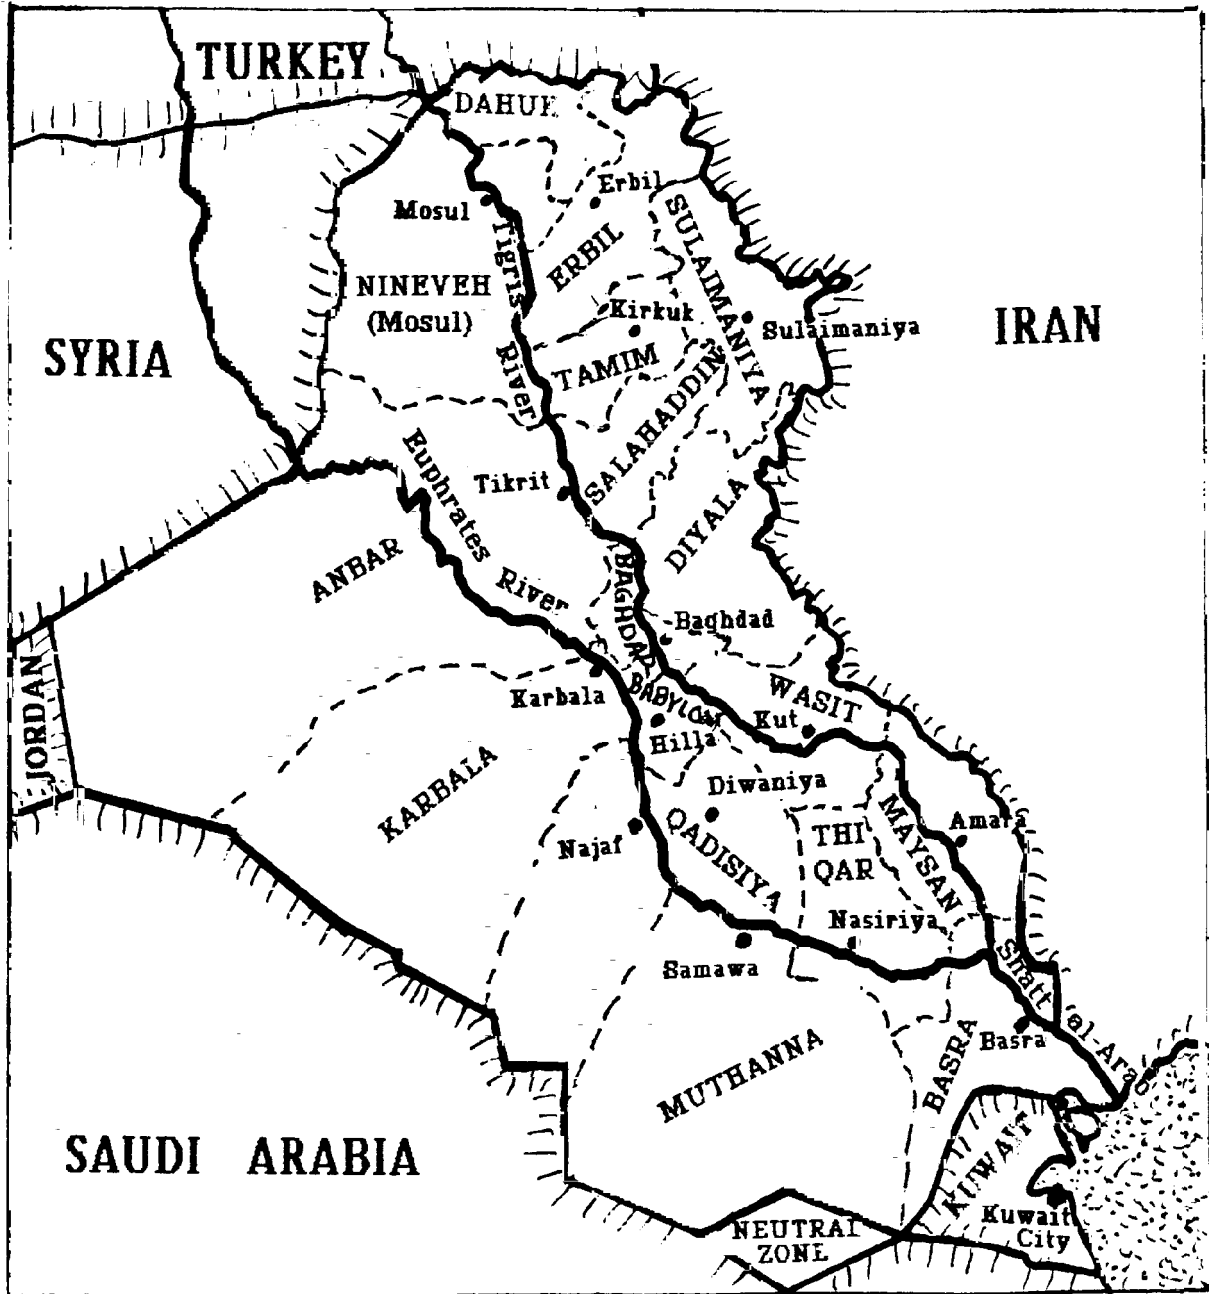 TURKEY
DAHUK
Erbil
Mosul
SULAIMANIYA
Tigris River
ERBIL
NINEVEH
(Mosul)
Kirkuk
Sulaimaniya
IRAN
SYRIA
TAMIM
SALAHADDIN
Euphrates River
Tikrit
DIYALA
ANBAR
BAGHDAD
Baghdad
JORDAN
Karbala
BABYLON
WASIT
Kut
Hilla
KARBALA
Diwaniya
Najaf
QADISIYA
THI
QAR
MAYSAN
Amara
Nasiriya
Samawa
Shatt al-Arab
Basra
MUTHANNA
BASRA
SAUDI ARABIA
KUWAIT
Kuwait
City
NEUTRAL
ZONE